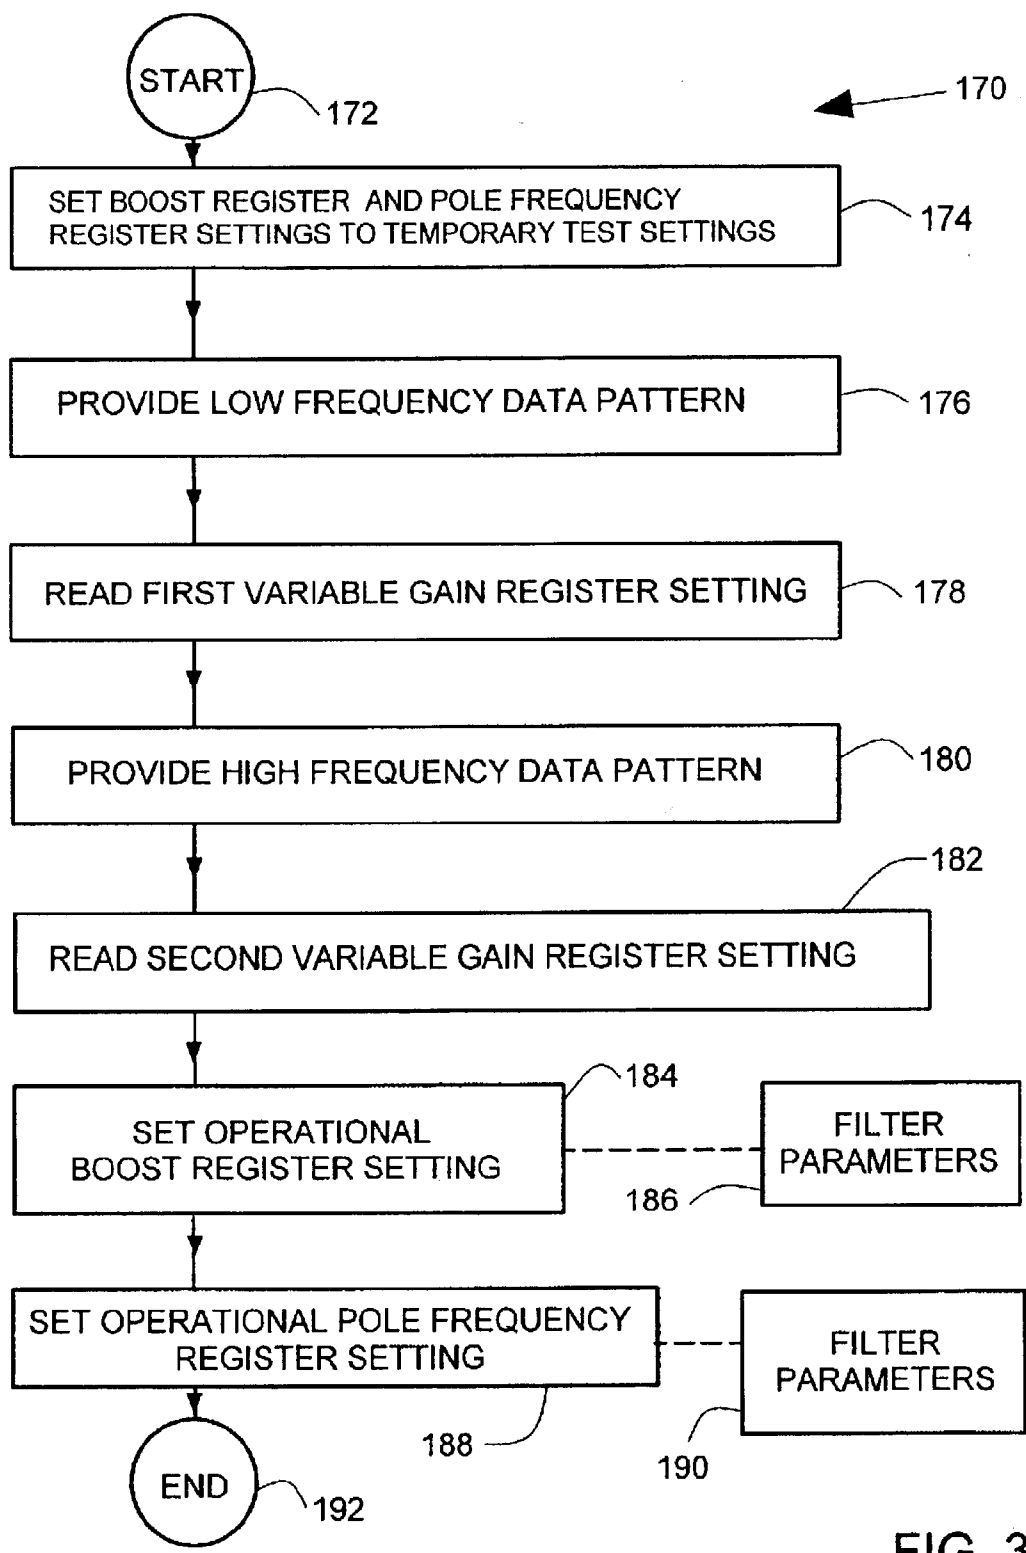 START
172
170
SET BOOST REGISTER AND POLE FREQUENCY
REGISTER SETTINGS TO TEMPORARY TEST SETTINGS
174
PROVIDE LOW FREQUENCY DATA PATTERN
176
READ FIRST VARIABLE GAIN REGISTER SETTING
178
PROVIDE HIGH FREQUENCY DATA PATTERN
180
182
READ SECOND VARIABLE GAIN REGISTER SETTING
184
SET OPERATIONAL
BOOST REGISTER SETTING
FILTER
PARAMETERS
186
SET OPERATIONAL POLE FREQUENCY
REGISTER SETTING
FILTER
PARAMETERS
188
190
END
192
FIG. 3